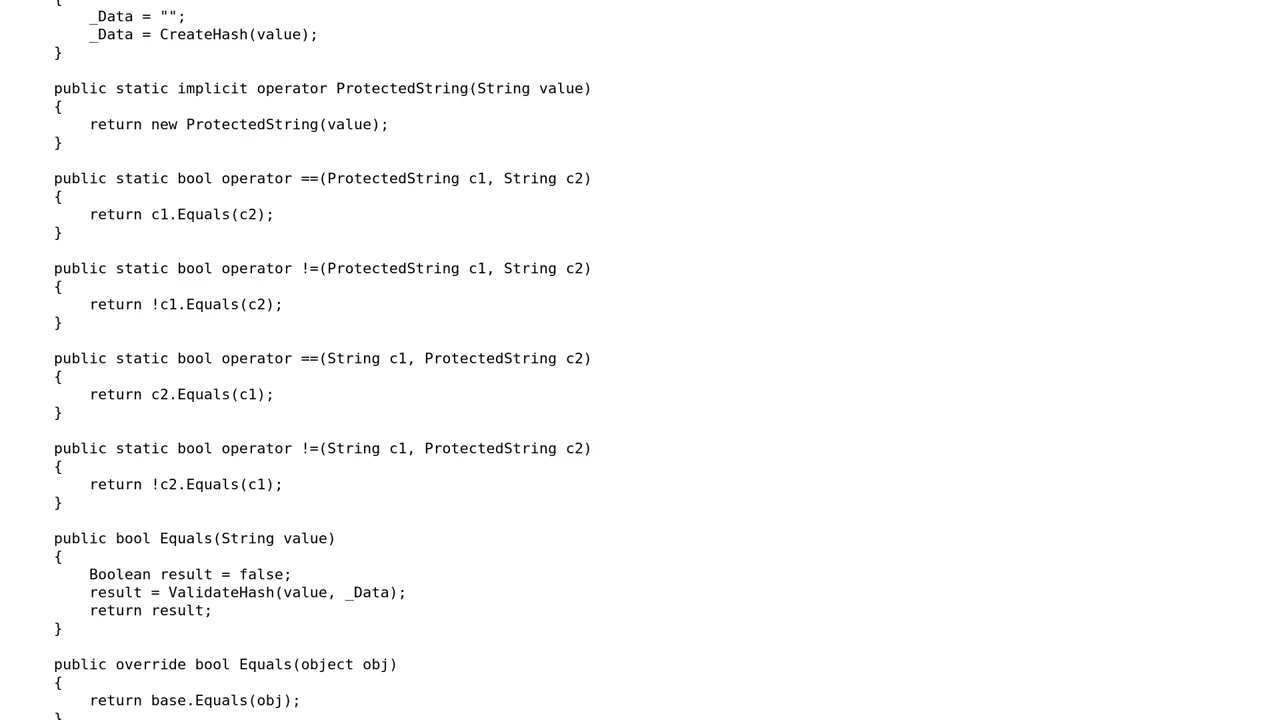 {
    _Data = "";
    _Data = CreateHash(value);
}

public static implicit operator ProtectedString(String value)
{
    return new ProtectedString(value);
}

public static bool operator ==(ProtectedString c1, String c2)
{
    return c1.Equals(c2);
}

public static bool operator !=(ProtectedString c1, String c2)
{
    return !c1.Equals(c2);
}

public static bool operator ==(String c1, ProtectedString c2)
{
    return c2.Equals(c1);
}

public static bool operator !=(String c1, ProtectedString c2)
{
    return !c2.Equals(c1);
}

public bool Equals(String value)
{
    Boolean result = false;
    result = ValidateHash(value, _Data);
    return result;
}

public override bool Equals(object obj)
{
    return base.Equals(obj);
}